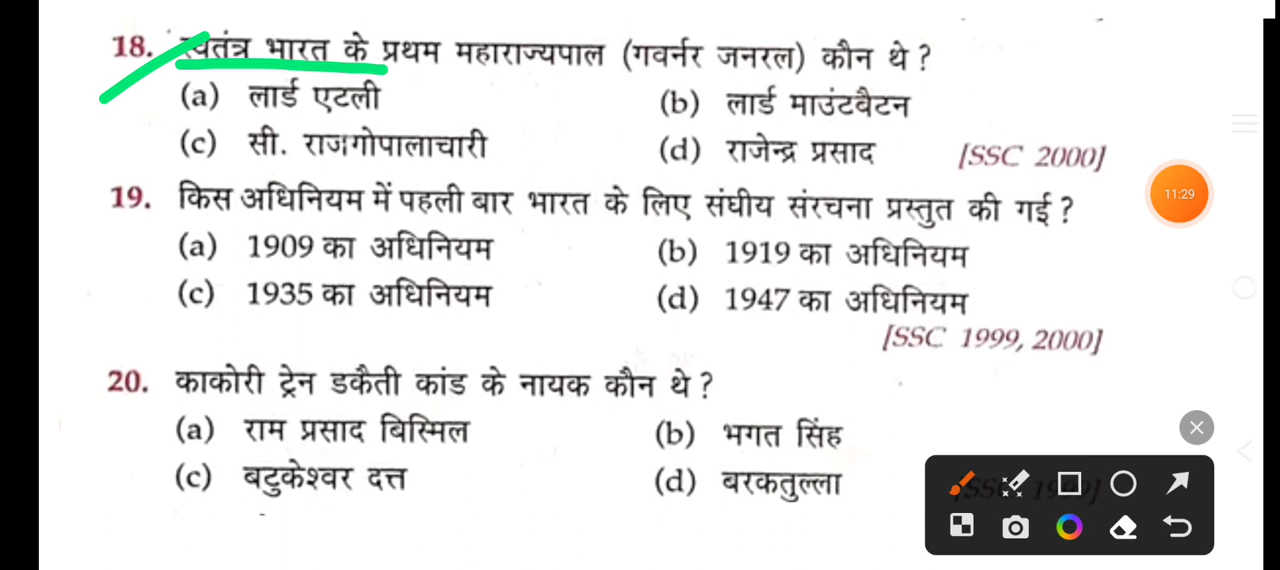 18. स्वतंत्र भारत के प्रथम महाराज्यपाल (गवर्नर जनरल) कौन थे ?
(a) लार्ड एटली (b) लार्ड माउंटबैटन
(c) सी. राजगोपालाचारी (d) राजेन्द्र प्रसाद [SSC 2000]
19. किस अधिनियम में पहली बार भारत के लिए संघीय संरचना प्रस्तुत की गई ?
11:29
(a) 1909 का अधिनियम (b) 1919 का अधिनियम
(c) 1935 का अधिनियम (d) 1947 का अधिनियम
[SSC 1999, 2000]
20. काकोरी ट्रेन डकैती कांड के नायक कौन थे ?
(a) राम प्रसाद बिस्मिल (b) भगत सिंह
(c) बटुकेश्वर दत्त (d) बरकतुल्ला